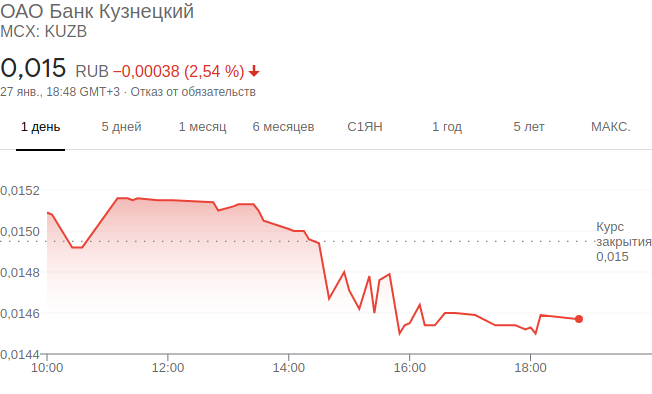 ОАО Банк Кузнецкий
MCX: KUZB
0,015 RUB −0,00038 (2,54 %)
27 янв., 18:48 GMT+3 · Отказ от обязательств
1 день 5 дней 1 месяц 6 месяцев С1ЯН 1 год 5 лет МАКС.
0,0152
0,0150
Курс
закрытия
0,015
0,0148
0,0146
0,0144
10:00 12:00 14:00 16:00 18:00